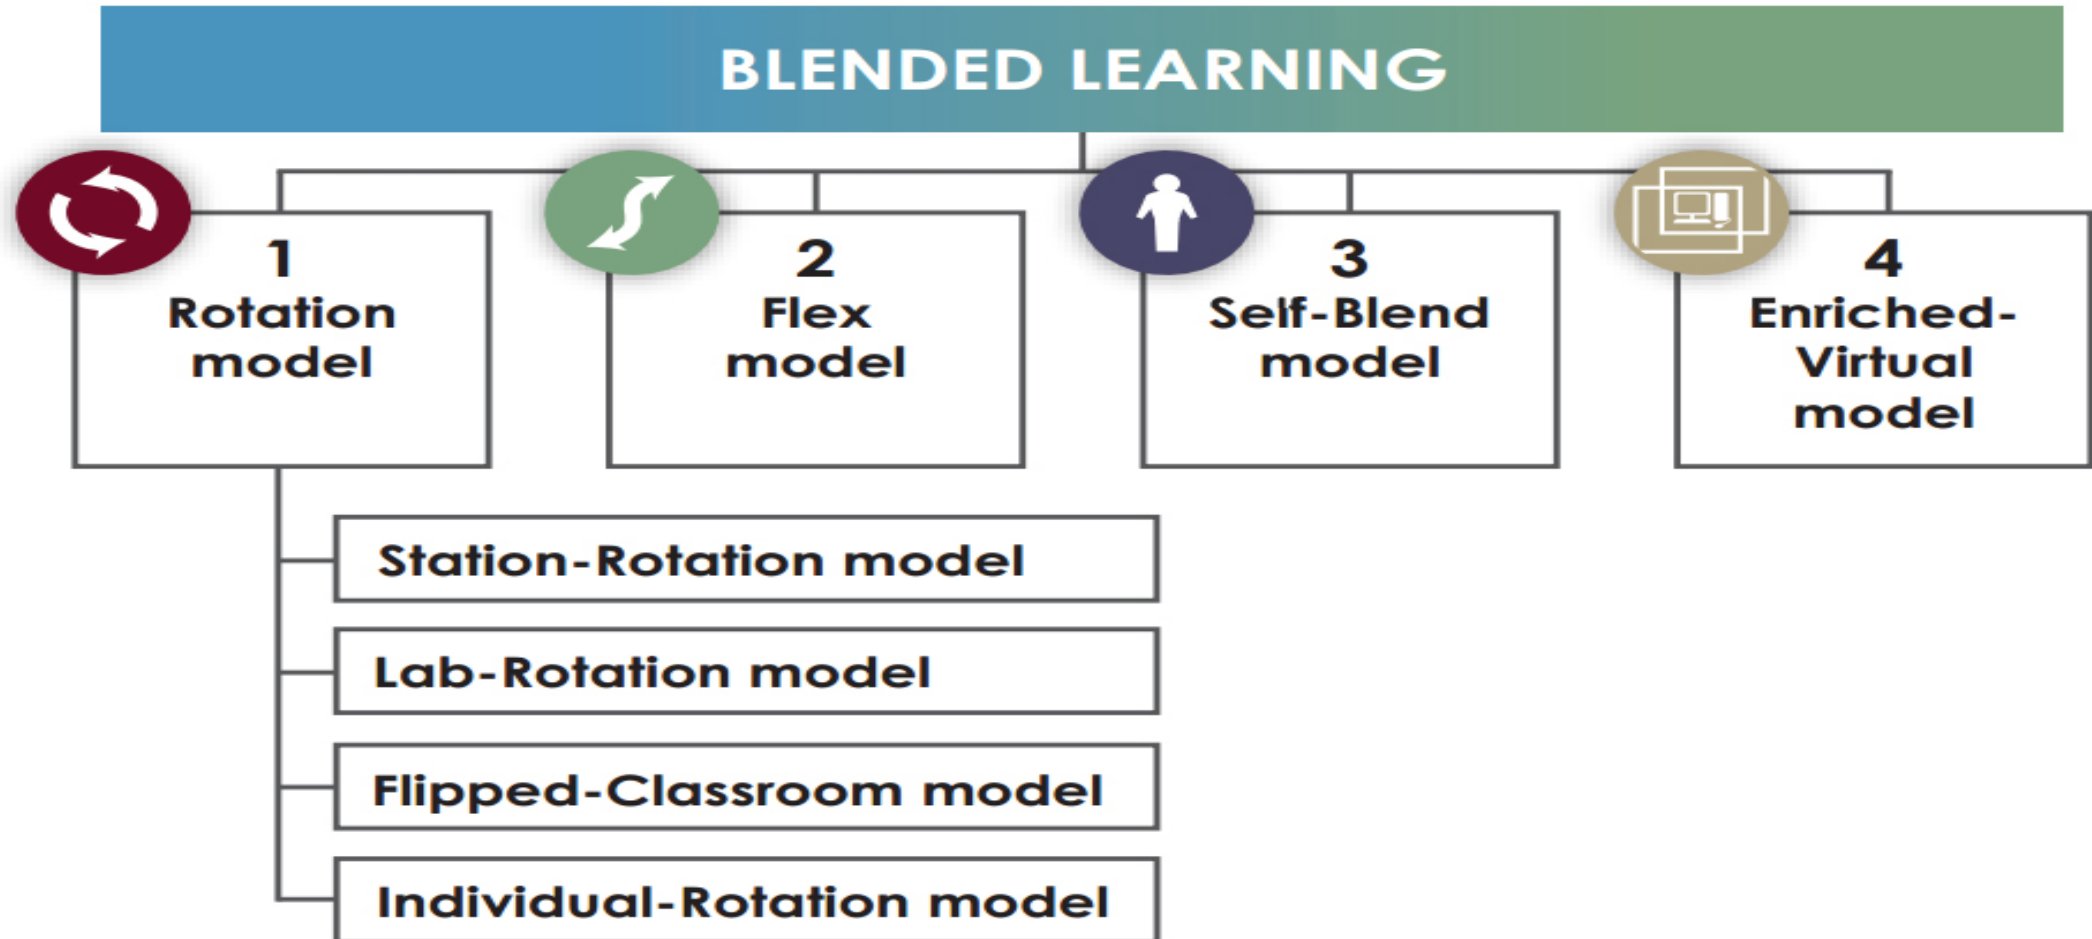 BLENDED LEARNING
1
Rotation
model
2
Flex
model
3
Self-Blend
model
4
Enriched-
Virtual
model
Station-Rotation model
Lab-Rotation model
Flipped-Classroom model
Individual-Rotation model